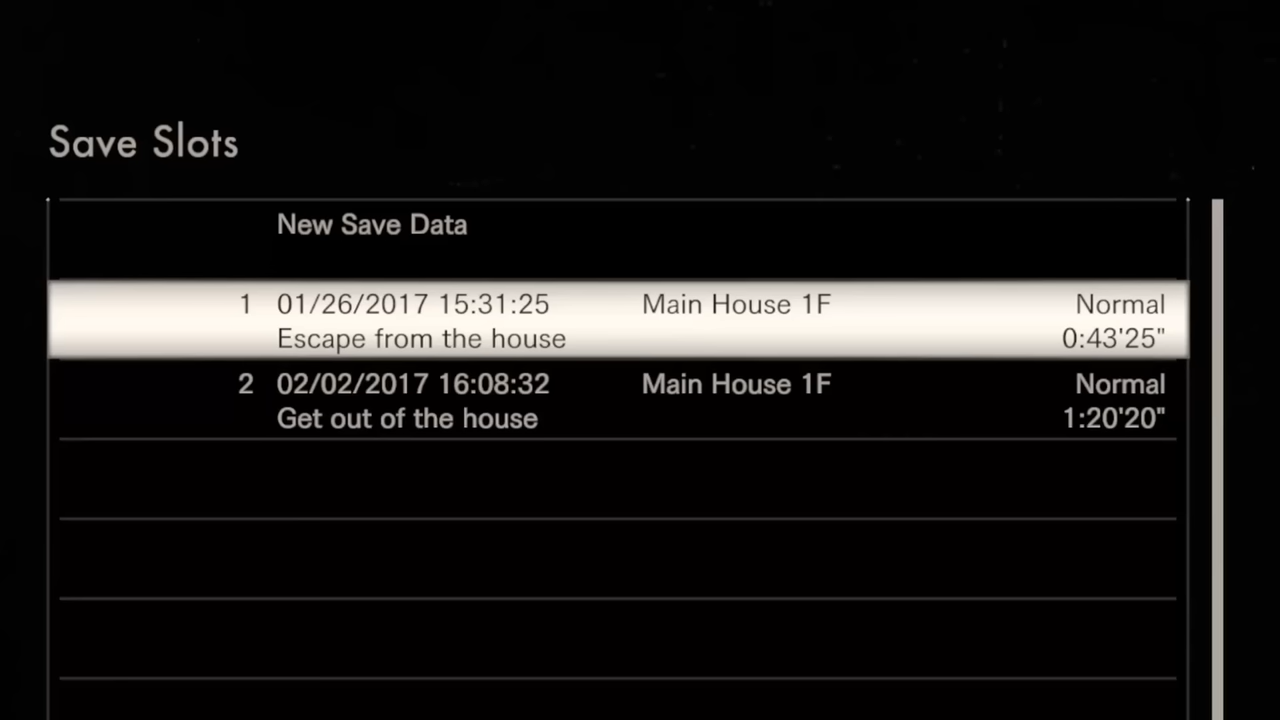 Save Slots
New Save Data
1 01/26/2017 15:31:25 Main House 1F Normal
Escape from the house 0:43'25"
2 02/02/2017 16:08:32 Main House 1F Normal
Get out of the house 1:20'20"